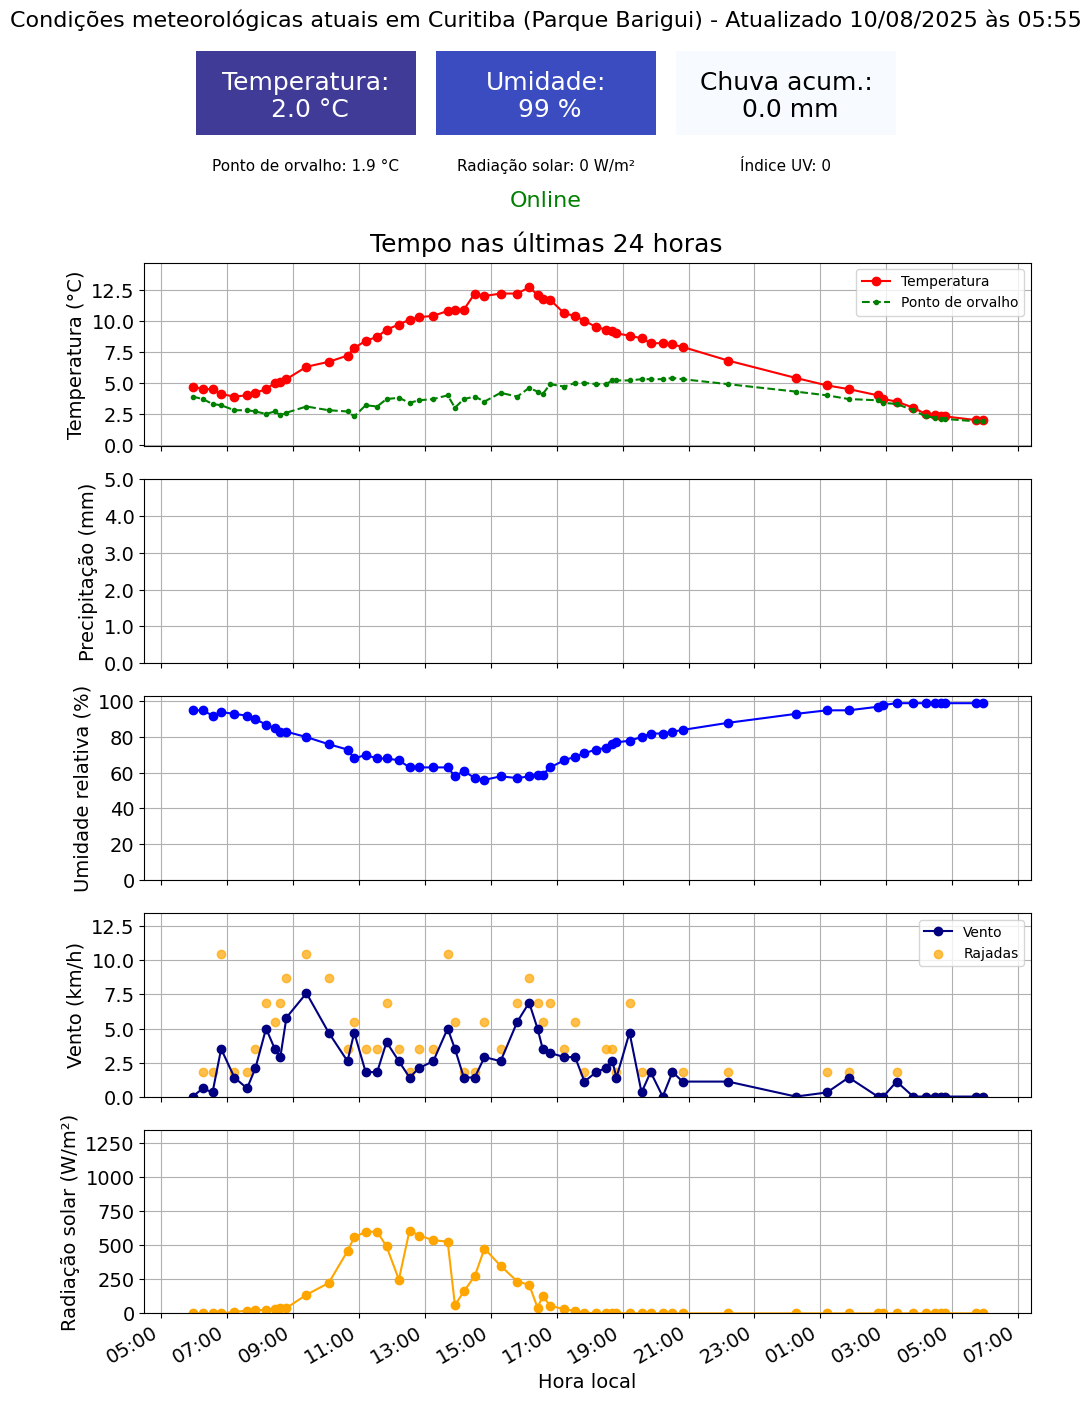 Condições meteorológicas atuais em Curitiba (Parque Barigui) - Atualizado 10/08/2025 às 05:55
Temperatura:
2.0 °C
Umidade:
99 %
Chuva acum.:
0.0 mm
Ponto de orvalho: 1.9 °C
Radiação solar: 0 W/m²
Índice UV: 0
Online
Tempo nas últimas 24 horas
Temperatura (°C)
12.5
10.0
7.5
5.0
2.5
0.0
Temperatura
Ponto de orvalho
Precipitação (mm)
5.0
4.0
3.0
2.0
1.0
0.0
Umidade relativa (%)
100
80
60
40
20
0
Vento (km/h)
12.5
10.0
7.5
5.0
2.5
0.0
Vento
Rajadas
Radiação solar (W/m²)
1250
1000
750
500
250
0
05:00 07:00 09:00 11:00 13:00 15:00 17:00 19:00 21:00 23:00 01:00 03:00 05:00 07:00
Hora local